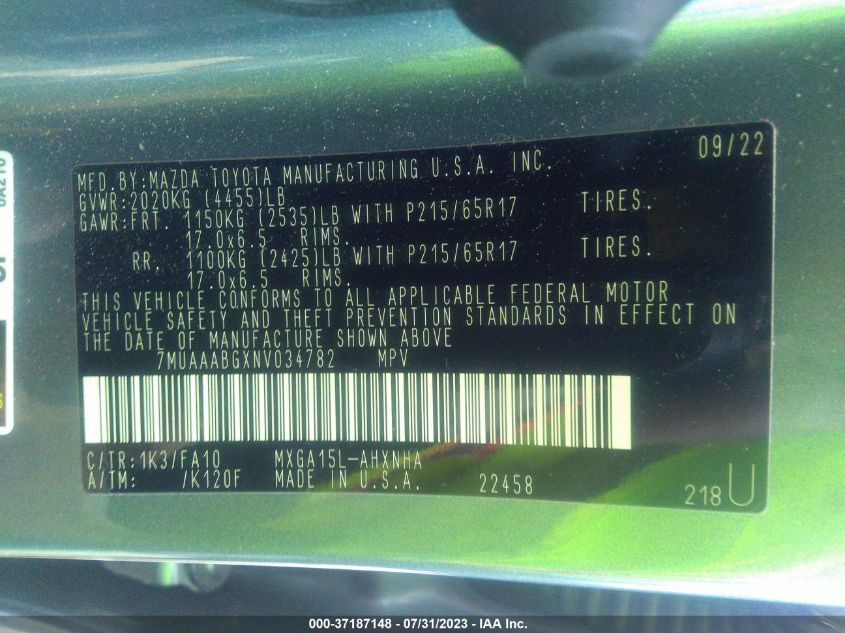 MFD.BY:MAZDA TOYOTA MANUFACTURING U.S.A. INC. 09/22
GVWR:2020KG (4455)LB
GAWR:FRT. 1150KG (2535)LB WITH P215/65R17 TIRES.
17.0x6.5 RIMS.
RR. 1100KG (2425)LB WITH P215/65R17 TIRES.
17.0x6.5 RIMS.
THIS VEHICLE CONFORMS TO ALL APPLICABLE FEDERAL MOTOR
VEHICLE SAFETY AND THEFT PREVENTION STANDARDS IN EFFECT ON
THE DATE OF MANUFACTURE SHOWN ABOVE
7MUAAABGXNV034782 MPV
C/TR:1K3/FA10 MXGA15L-AHXNHA
A/TM: /K120F MADE IN U.S.A. 22458 218U
000-37187148 - 07/31/2023 - IAA Inc.